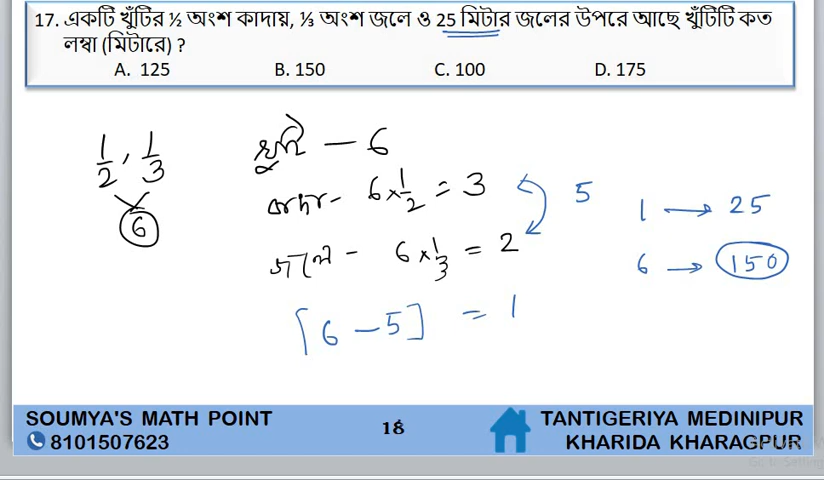 17. একটি খুঁটির ½ অংশ কাদায়, ⅓ অংশ জলে ও 25 মিটার জলের উপরে আছে খুঁটিটি কত
লম্বা (মিটারে) ?
A. 125 B. 150 C. 100 D. 175
1/2, 1/3
6
খুঁটি - 6
কাদা - 6 × 1/2 = 3
5
1 → 25
জলে - 6 × 1/3 = 2
6 → 150
[6 - 5] = 1
SOUMYA'S MATH POINT
8101507623
18
TANTIGERIYA MEDINIPUR
KHARIDA KHARAGPUR